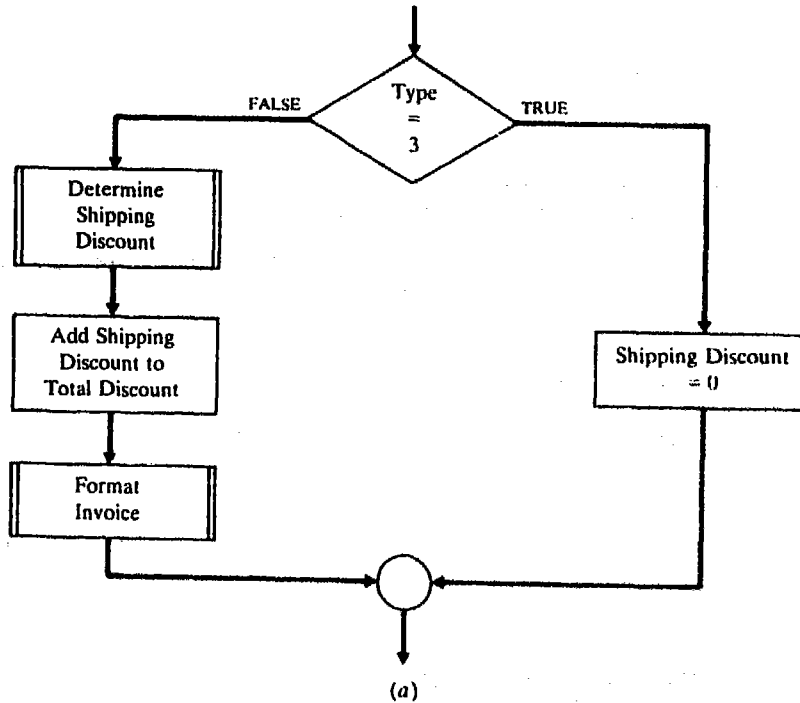 Type
=
3
FALSE
TRUE
Determine
Shipping
Discount
Add Shipping
Discount to
Total Discount
Shipping Discount
= 0
Format
Invoice
(a)